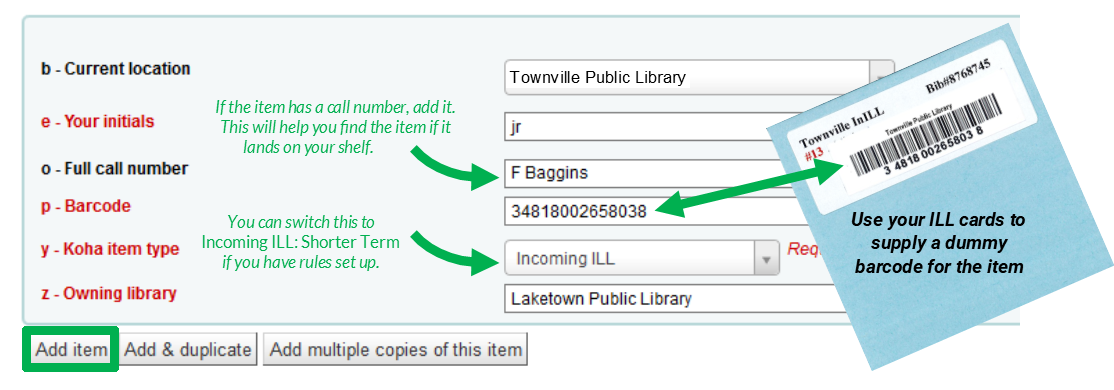 b - Current location
Townville Public Library
If the item has a call number, add it.
This will help you find the item if it
lands on your shelf.
e - Your initials
jr
o - Full call number
F Baggins
p - Barcode
34818002658038
You can switch this to
Incoming ILL: Shorter Term
if you have rules set up.
y - Koha item type
Incoming ILL
Req
z - Owning library
Laketown Public Library
Add item
Add & duplicate
Add multiple copies of this item
Townville InILL
Bib#8768745
#13
Townville Public Library
3 4818 00265803 8
Use your ILL cards to
supply a dummy
barcode for the item